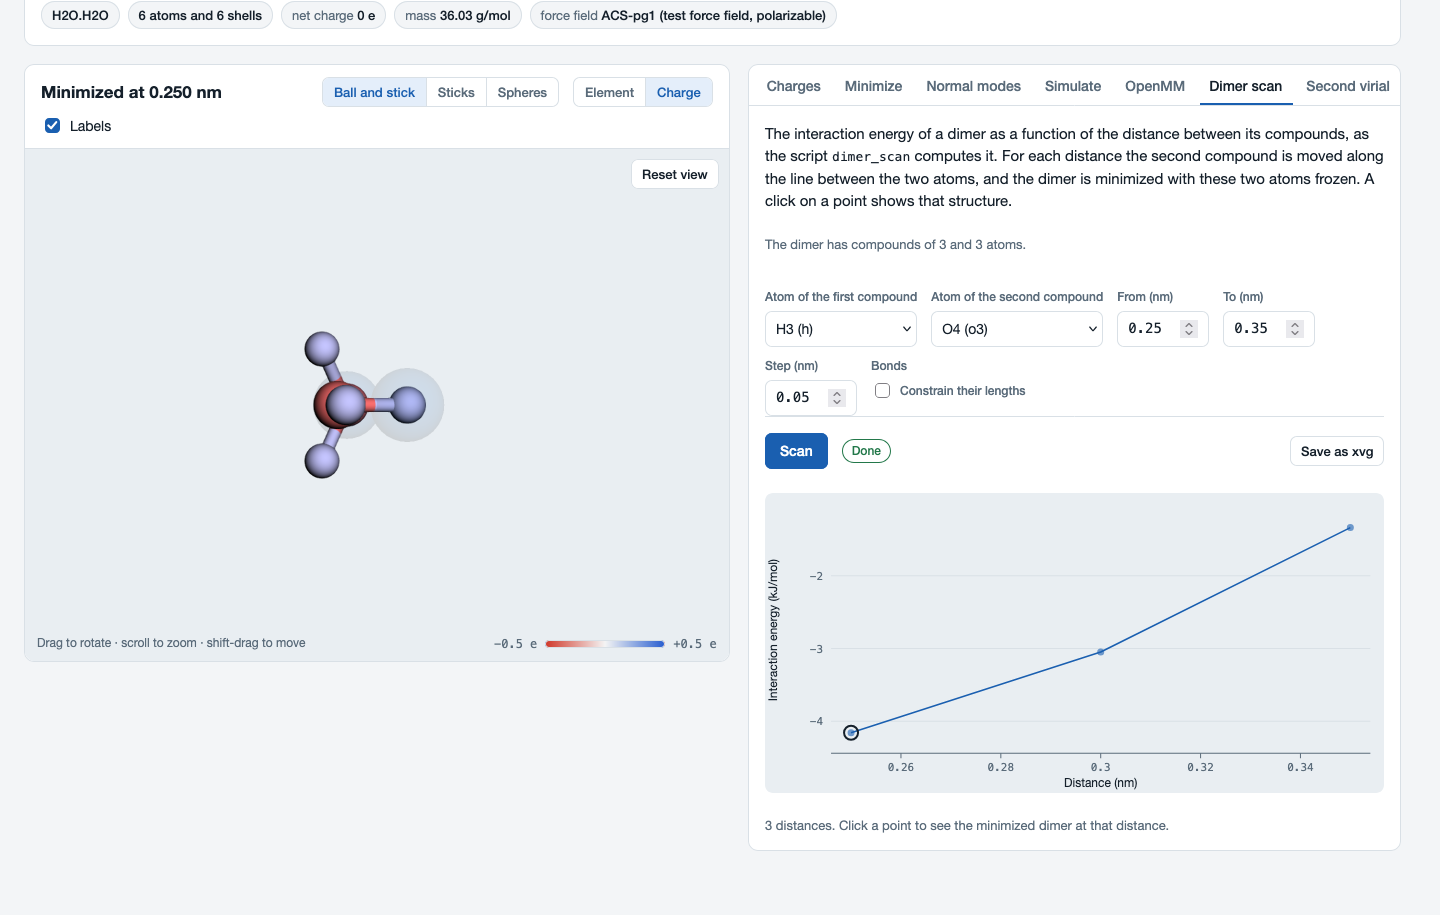 H2O.H2O
6 atoms and 6 shells
net charge 0 e
mass 36.03 g/mol
force field ACS-pg1 (test force field, polarizable)
Minimized at 0.250 nm
Ball and stick
Sticks
Spheres
Element
Charge
Labels
Reset view
Drag to rotate · scroll to zoom · shift-drag to move
−0.5 e
+0.5 e
Charges
Minimize
Normal modes
Simulate
OpenMM
Dimer scan
Second virial
The interaction energy of a dimer as a function of the distance between its compounds, as
the script dimer_scan computes it. For each distance the second compound is moved along
the line between the two atoms, and the dimer is minimized with these two atoms frozen. A
click on a point shows that structure.
The dimer has compounds of 3 and 3 atoms.
Atom of the first compound
Atom of the second compound
From (nm)
To (nm)
H3 (h)
O4 (o3)
0.25
0.35
Step (nm)
Bonds
0.05
Constrain their lengths
Scan
Done
Save as xvg
Interaction energy (kJ/mol)
−2
−3
−4
0.26
0.28
0.3
0.32
0.34
Distance (nm)
3 distances. Click a point to see the minimized dimer at that distance.